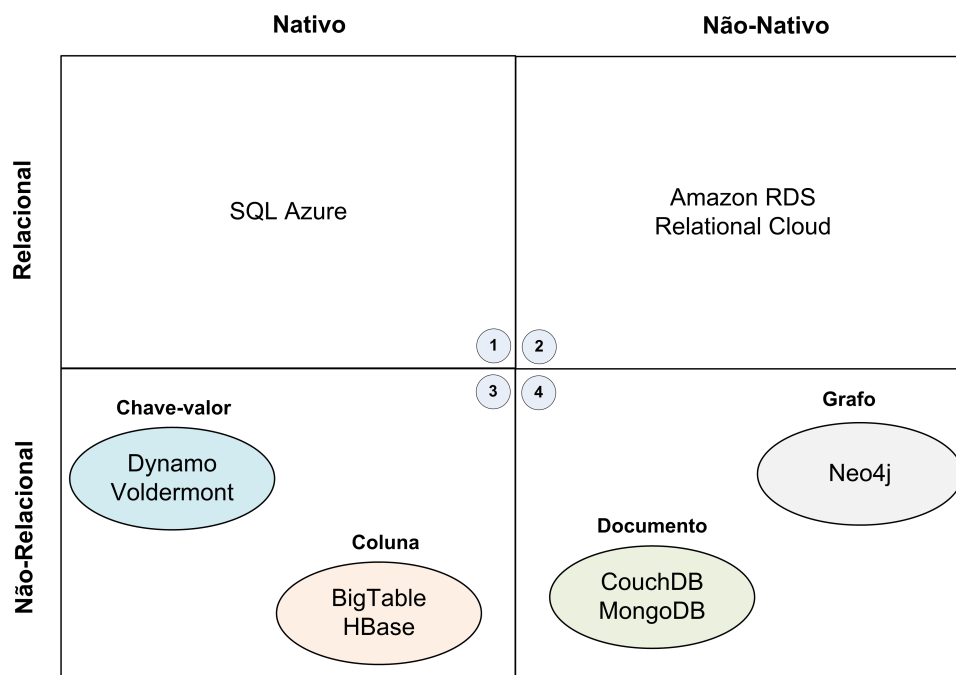 Nativo
Não-Nativo
Relacional
SQL Azure
Amazon RDS
Relational Cloud
1
2
3
4
Não-Relacional
Chave-valor
Dynamo
Voldermont
Coluna
BigTable
HBase
Grafo
Neo4j
Documento
CouchDB
MongoDB